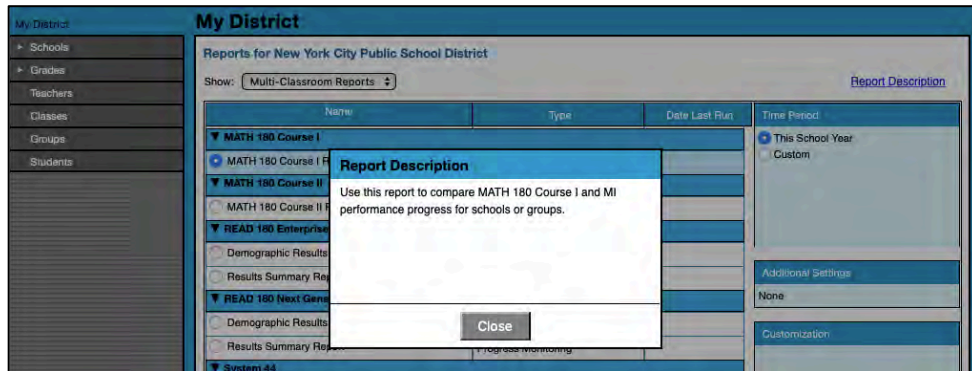 My District
▸ Schools
▸ Grades
Teachers
Classes
Groups
Students
My District
Reports for New York City Public School District
Show: Multi-Classroom Reports
Report Description
Name Type Date Last Run
▼ MATH 180 Course I
MATH 180 Course I R
▼ MATH 180 Course II
MATH 180 Course II R
▼ READ 180 Enterprise
Demographic Results
Results Summary Rep
▼ READ 180 Next Gene
Demographic Results
Results Summary Report Progress Monitoring
▼ System 44
Report Description
Use this report to compare MATH 180 Course I and MI
performance progress for schools or groups.
Close
Time Period
This School Year
Custom
Additional Settings
None
Customization